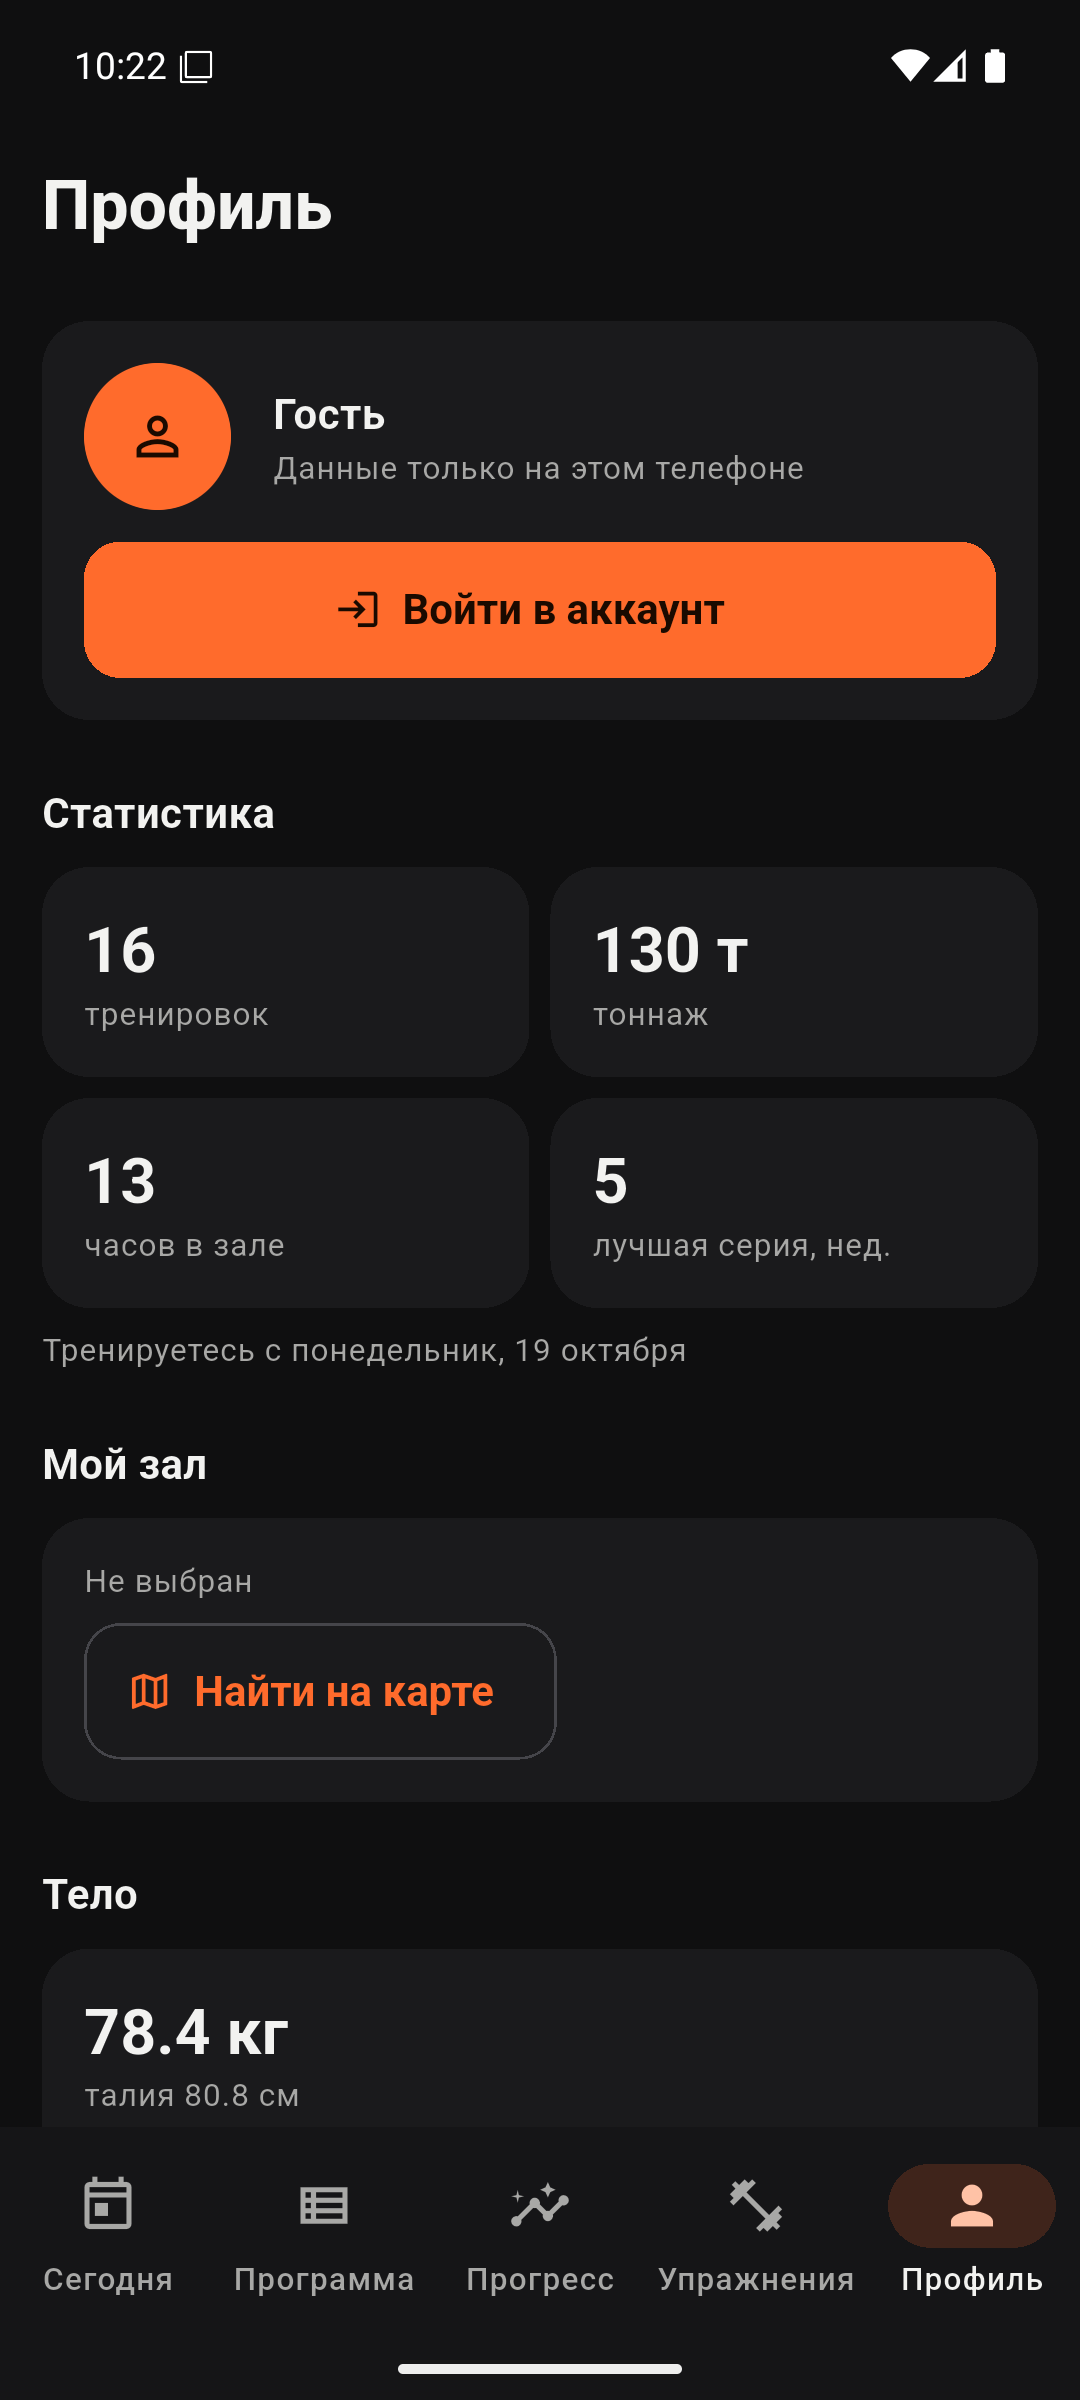 10:22
Профиль
Гость
Данные только на этом телефоне
Войти в аккаунт
Статистика
16
тренировок
130 т
тоннаж
13
часов в зале
5
лучшая серия, нед.
Тренируетесь с понедельник, 19 октября
Мой зал
Не выбран
Найти на карте
Тело
78.4 кг
талия 80.8 см
Сегодня
Программа
Прогресс
Упражнения
Профиль